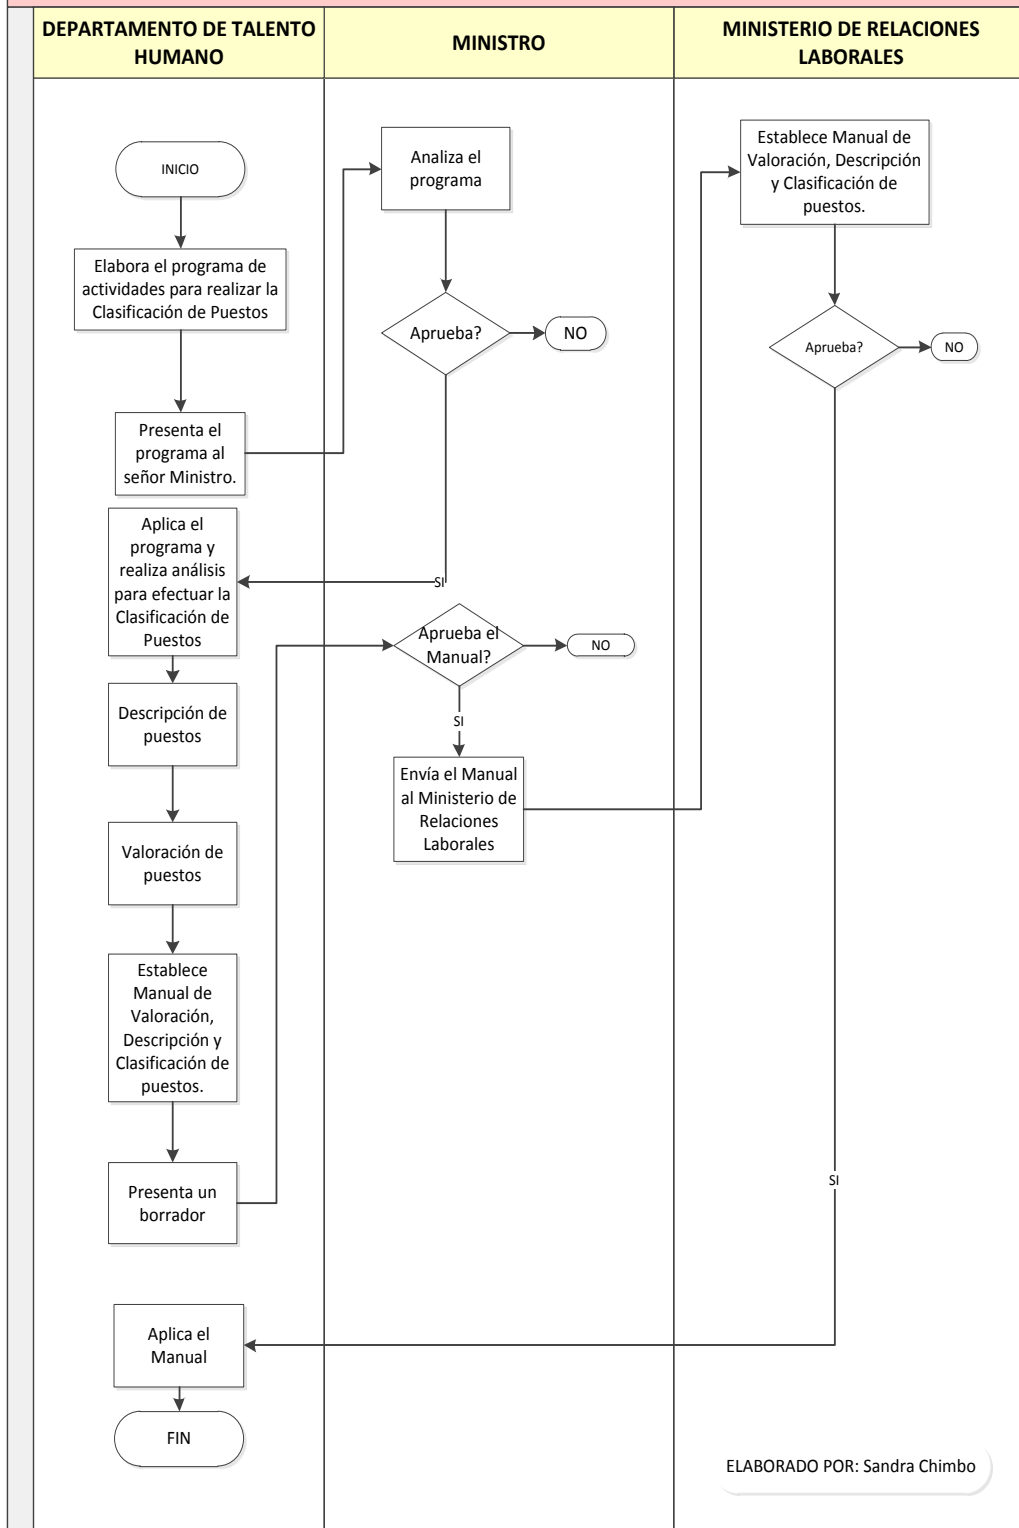 DEPARTAMENTO DE TALENTO
HUMANO
MINISTRO
MINISTERIO DE RELACIONES
LABORALES
INICIO
Elabora el programa de
actividades para realizar la
Clasificación de Puestos
Presenta el
programa al
señor Ministro.
Analiza el
programa
Aprueba?
NO
SI
Aplica el
programa y
realiza análisis
para efectuar la
Clasificación de
Puestos
Descripción de
puestos
Valoración de
puestos
Establece
Manual de
Valoración,
Descripción y
Clasificación de
puestos.
Presenta un
borrador
Aprueba el
Manual?
NO
SI
Envía el Manual
al Ministerio de
Relaciones
Laborales
Establece Manual de
Valoración, Descripción
y Clasificación de
puestos.
Aprueba?
NO
SI
Aplica el
Manual
FIN
ELABORADO POR: Sandra Chimbo